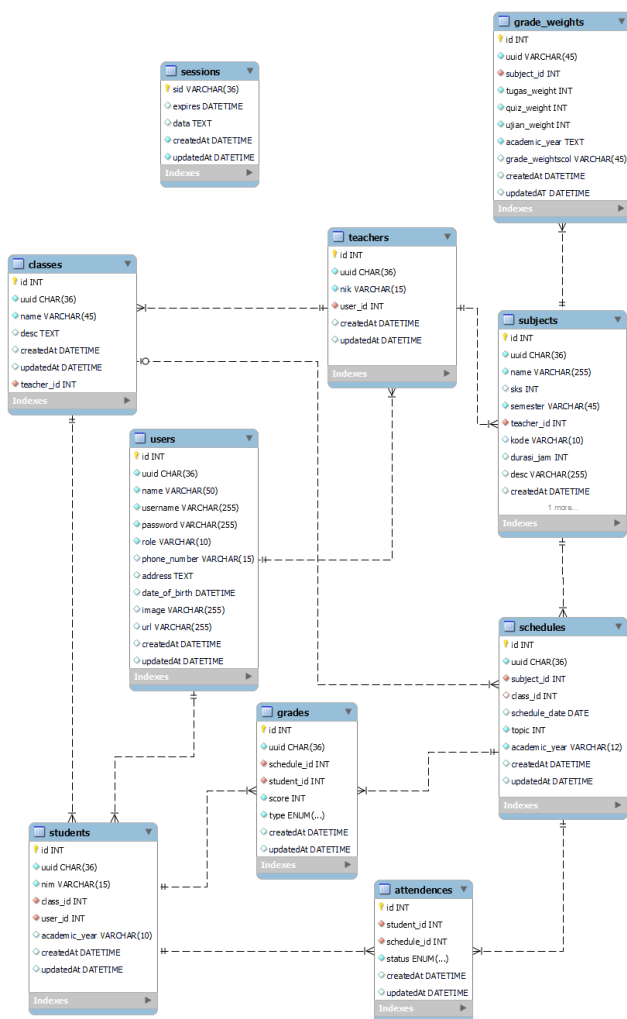 grade_weights
id INT
uuid VARCHAR(45)
subject_id INT
tugas_weight INT
quiz_weight INT
ujian_weight INT
academic_year TEXT
grade_weightscol VARCHAR(45)
createdAt DATETIME
updatedAT DATETIME
Indexes
sessions
sid VARCHAR(36)
expires DATETIME
data TEXT
createdAt DATETIME
updatedAt DATETIME
Indexes
teachers
id INT
uuid CHAR(36)
nik VARCHAR(15)
user_id INT
createdAt DATETIME
updatedAt DATETIME
Indexes
classes
id INT
uuid CHAR(36)
name VARCHAR(45)
desc TEXT
createdAt DATETIME
updatedAt DATETIME
teacher_id INT
Indexes
subjects
id INT
uuid CHAR(36)
name VARCHAR(255)
sks INT
semester VARCHAR(45)
teacher_id INT
kode VARCHAR(10)
durasi_jam INT
desc VARCHAR(255)
createdAt DATETIME
1 more...
Indexes
users
id INT
uuid CHAR(36)
name VARCHAR(50)
username VARCHAR(255)
password VARCHAR(255)
role VARCHAR(10)
phone_number VARCHAR(15)
address TEXT
date_of_birth DATETIME
image VARCHAR(255)
url VARCHAR(255)
createdAt DATETIME
updatedAt DATETIME
Indexes
schedules
id INT
uuid CHAR(36)
subject_id INT
class_id INT
schedule_date DATE
topic INT
academic_year VARCHAR(12)
createdAt DATETIME
updatedAt DATETIME
Indexes
grades
id INT
uuid CHAR(36)
schedule_id INT
student_id INT
score INT
type ENUM(...)
createdAt DATETIME
updatedAt DATETIME
Indexes
students
id INT
uuid CHAR(36)
nim VARCHAR(15)
class_id INT
user_id INT
academic_year VARCHAR(10)
createdAt DATETIME
updatedAt DATETIME
Indexes
attendences
id INT
student_id INT
schedule_id INT
status ENUM(...)
createdAt DATETIME
updatedAt DATETIME
Indexes